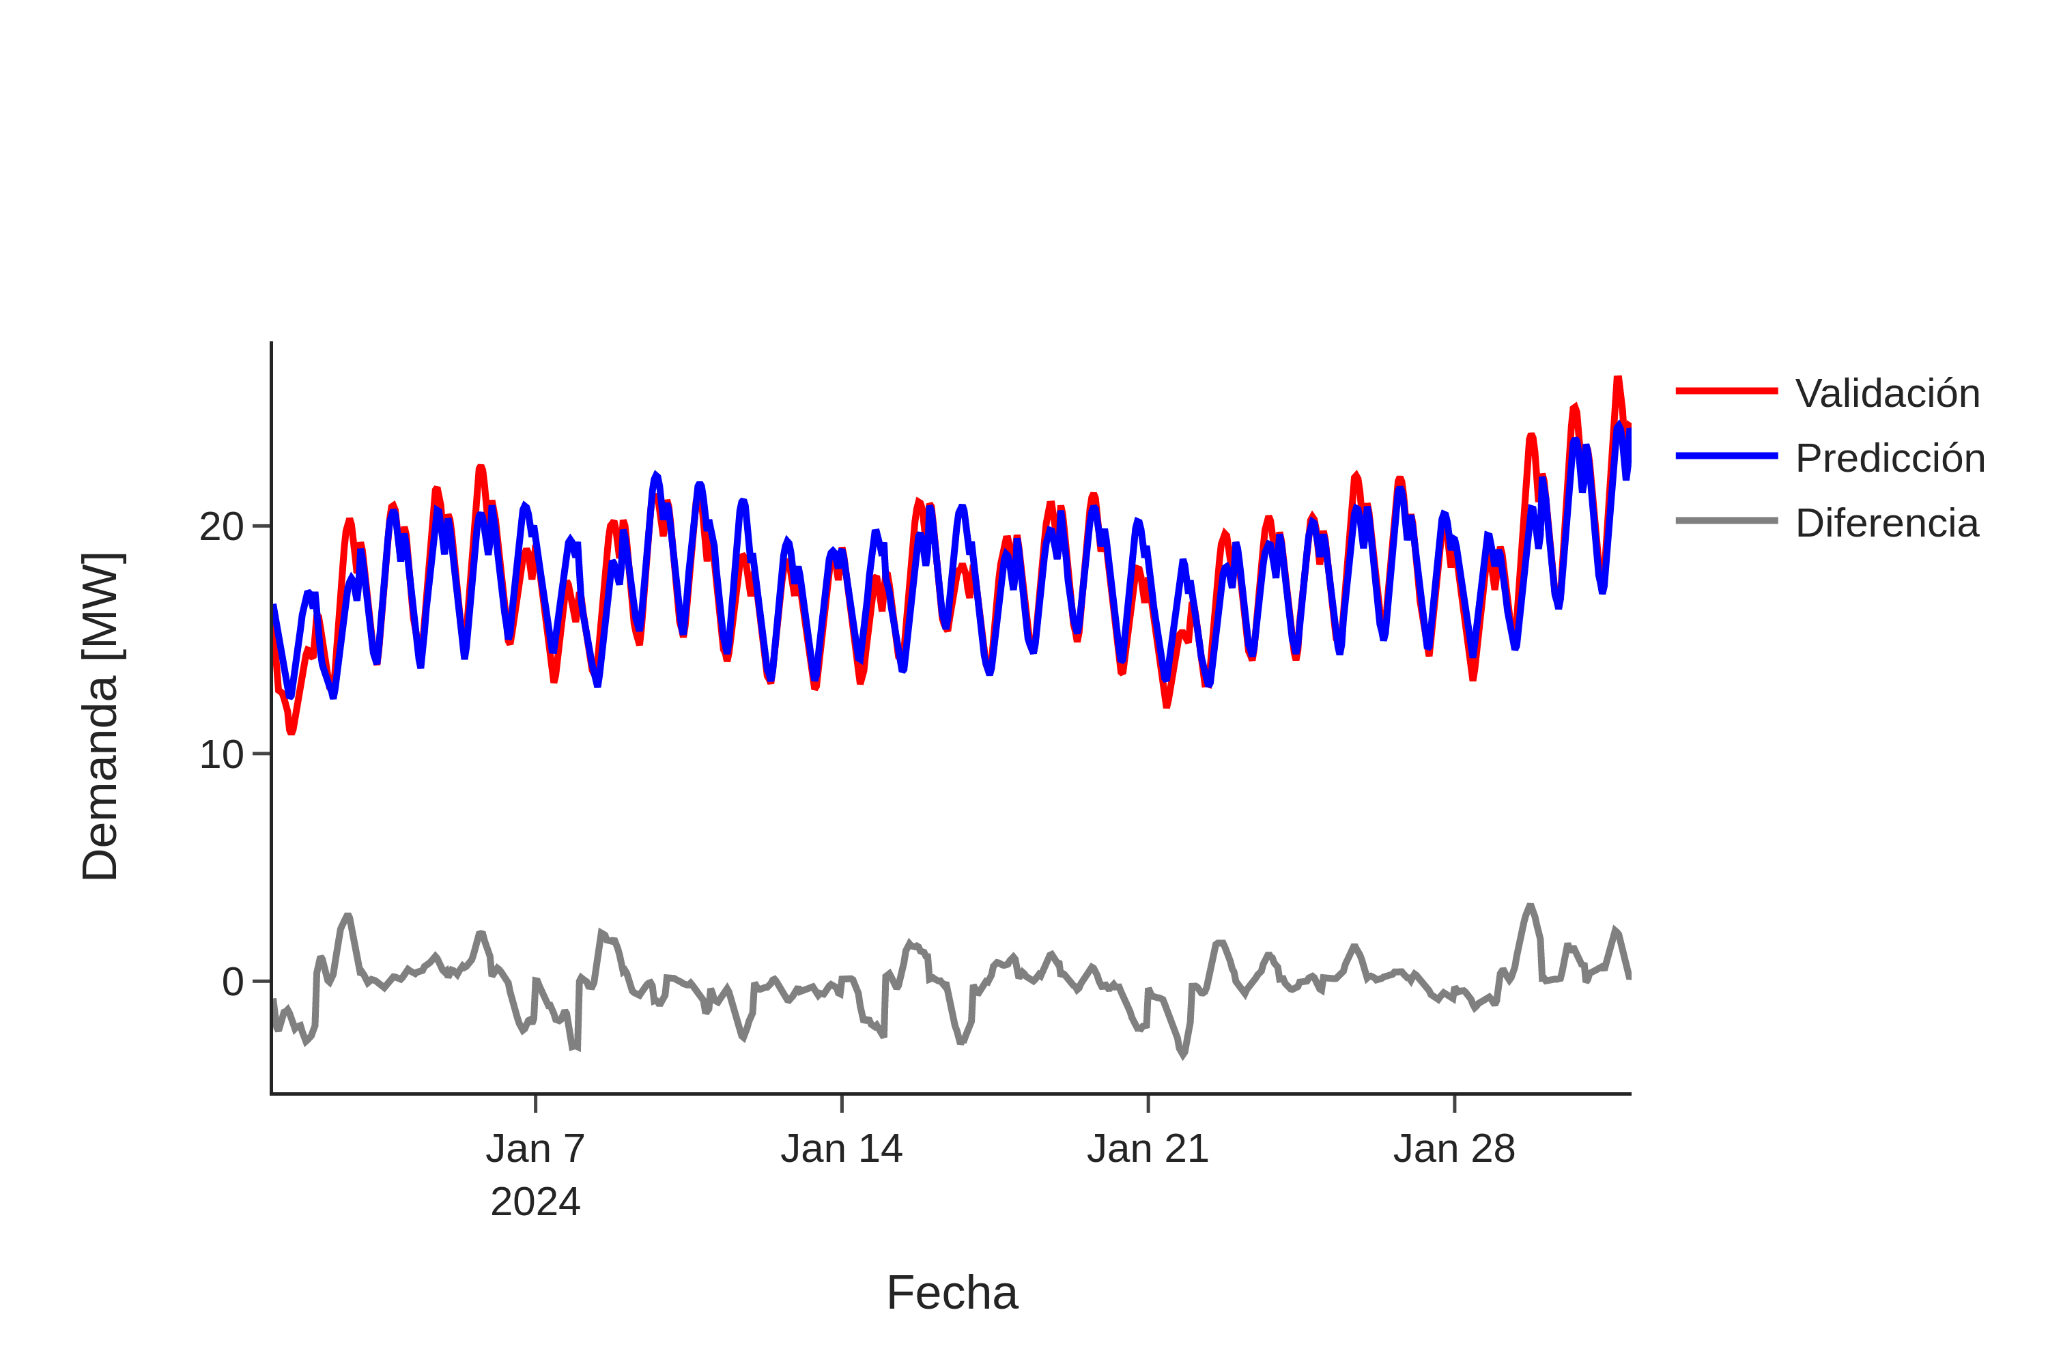 Demanda [MW]
20
10
0
Jan 7
2024
Jan 14
Jan 21
Jan 28
Fecha
Validación
Predicción
Diferencia